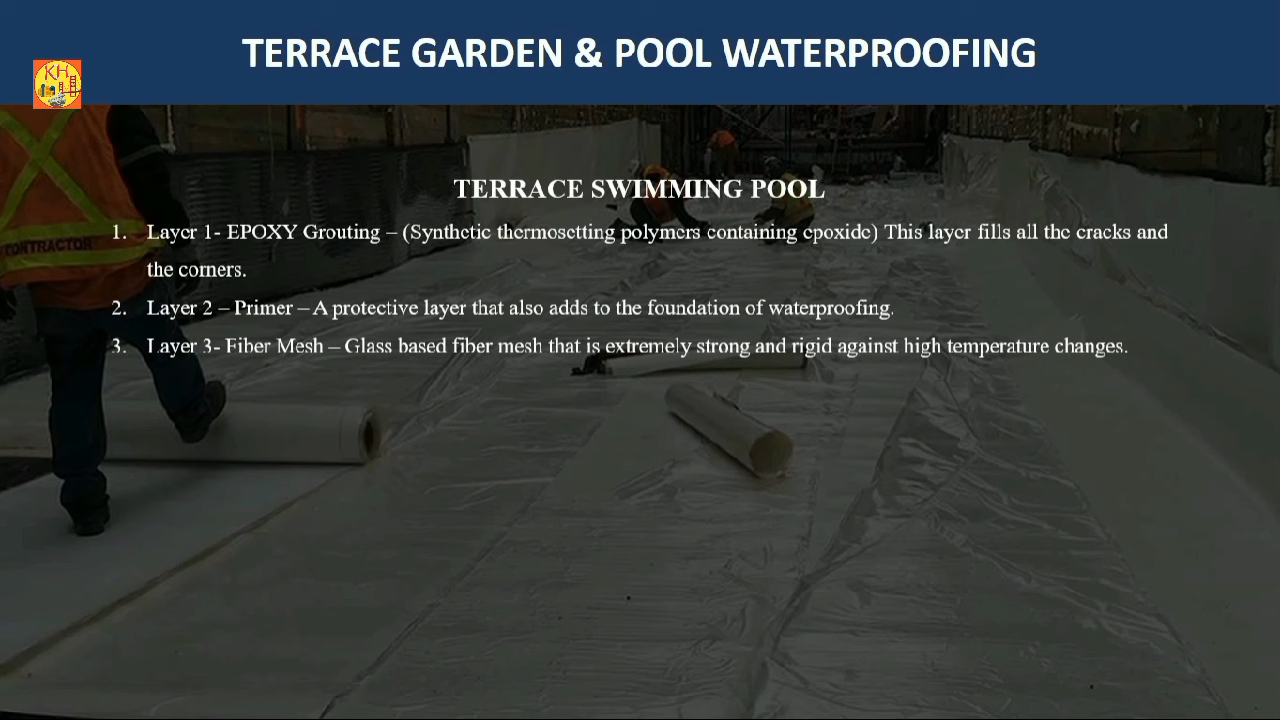 TERRACE GARDEN & POOL WATERPROOFING
KH
CONTRACTOR
TERRACE SWIMMING POOL
1. Layer 1- EPOXY Grouting – (Synthetic thermosetting polymers containing epoxide) This layer fills all the cracks and
the corners.
2. Layer 2 – Primer – A protective layer that also adds to the foundation of waterproofing.
3. Layer 3- Fiber Mesh – Glass based fiber mesh that is extremely strong and rigid against high temperature changes.